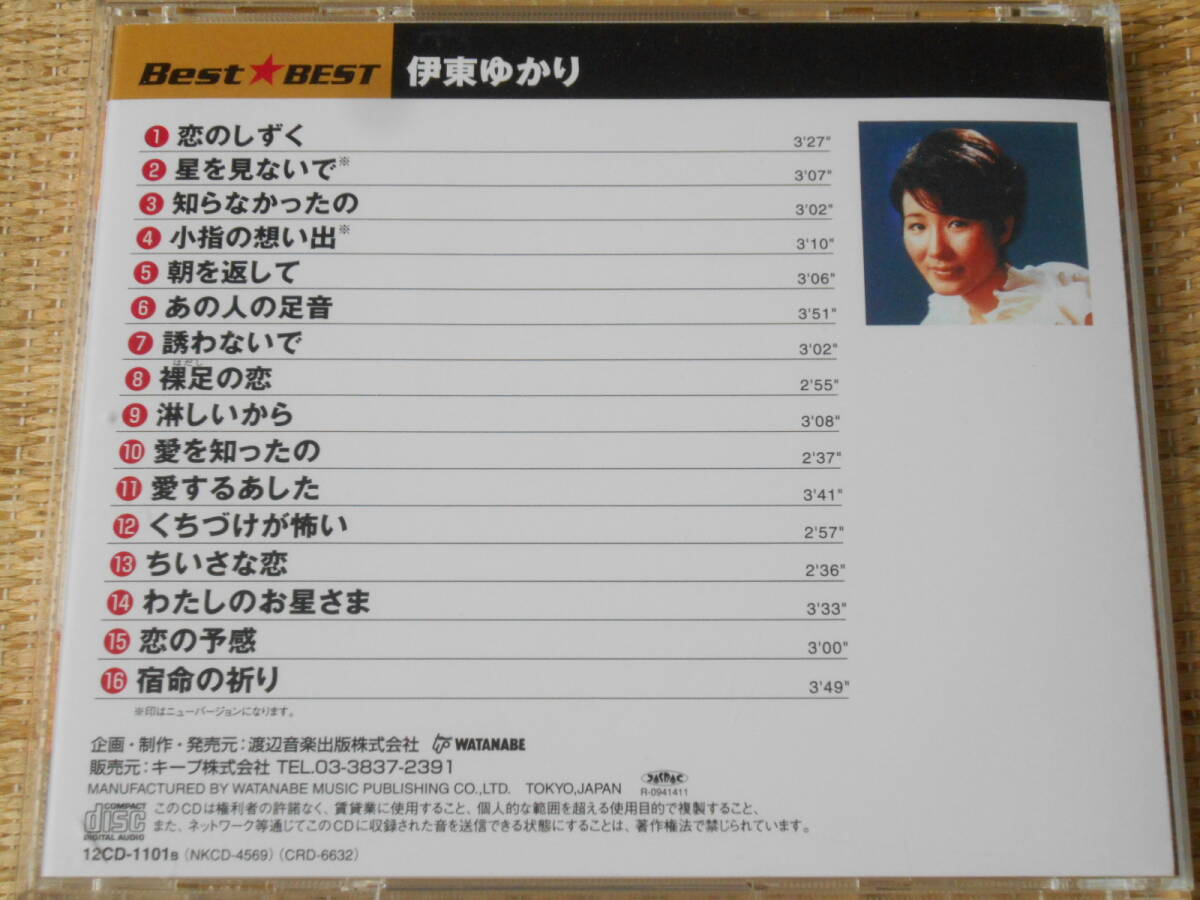 Best★BEST 伊東ゆかり
1 恋のしずく 3'27"
2 星を見ないで※ 3'07"
3 知らなかったの 3'02"
4 小指の想い出※ 3'10"
5 朝を返して 3'06"
6 あの人の足音 3'51"
7 誘わないで 3'02"
はだし
8 裸足の恋 2'55"
9 淋しいから 3'08"
10 愛を知ったの 2'37"
11 愛するあした 3'41"
12 くちづけが怖い 2'57"
13 ちいさな恋 2'36"
14 わたしのお星さま 3'33"
15 恋の予感 3'00"
16 宿命の祈り 3'49"
※印はニューバージョンになります。
企画・制作・発売元:渡辺音楽出版株式会社 WATANABE
販売元:キープ株式会社 TEL.03-3837-2391
MANUFACTURED BY WATANABE MUSIC PUBLISHING CO.,LTD. TOKYO,JAPAN
JASRAC
R-0941411
COMPACT disc DIGITAL AUDIO
このCDは権利者の許諾なく、賃貸業に使用すること、個人的な範囲を超える使用目的で複製すること、
また、ネットワーク等通じてこのCDに収録された音を送信できる状態にすることは、著作権法で禁じられています。
12CD-1101B (NKCD-4569) (CRD-6632)